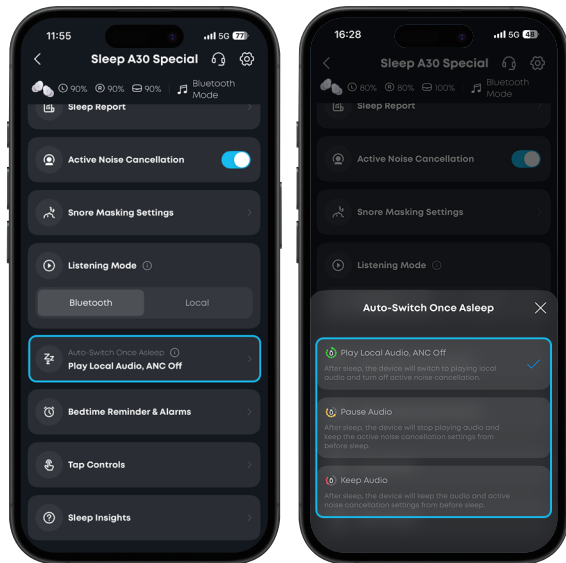 11:55
5G 77
Sleep A30 Special
L 90% R 90% 90%
Bluetooth
Mode
Sleep Report
Active Noise Cancellation
Snore Masking Settings
Listening Mode
Bluetooth Local
Auto-Switch Once Asleep
Play Local Audio, ANC Off
Bedtime Reminder & Alarms
Tap Controls
Sleep Insights
16:28
5G 48
Sleep A30 Special
L 80% R 80% 100%
Bluetooth
Mode
Sleep Report
Active Noise Cancellation
Snore Masking Settings
Listening Mode
Auto-Switch Once Asleep
Play Local Audio, ANC Off
After sleep, the device will switch to playing local
audio and turn off active noise cancellation.
Pause Audio
After sleep, the device will stop playing audio and
keep the active noise cancellation settings from
before sleep.
Keep Audio
After sleep, the device will keep the audio and active
noise cancellation settings from before sleep.